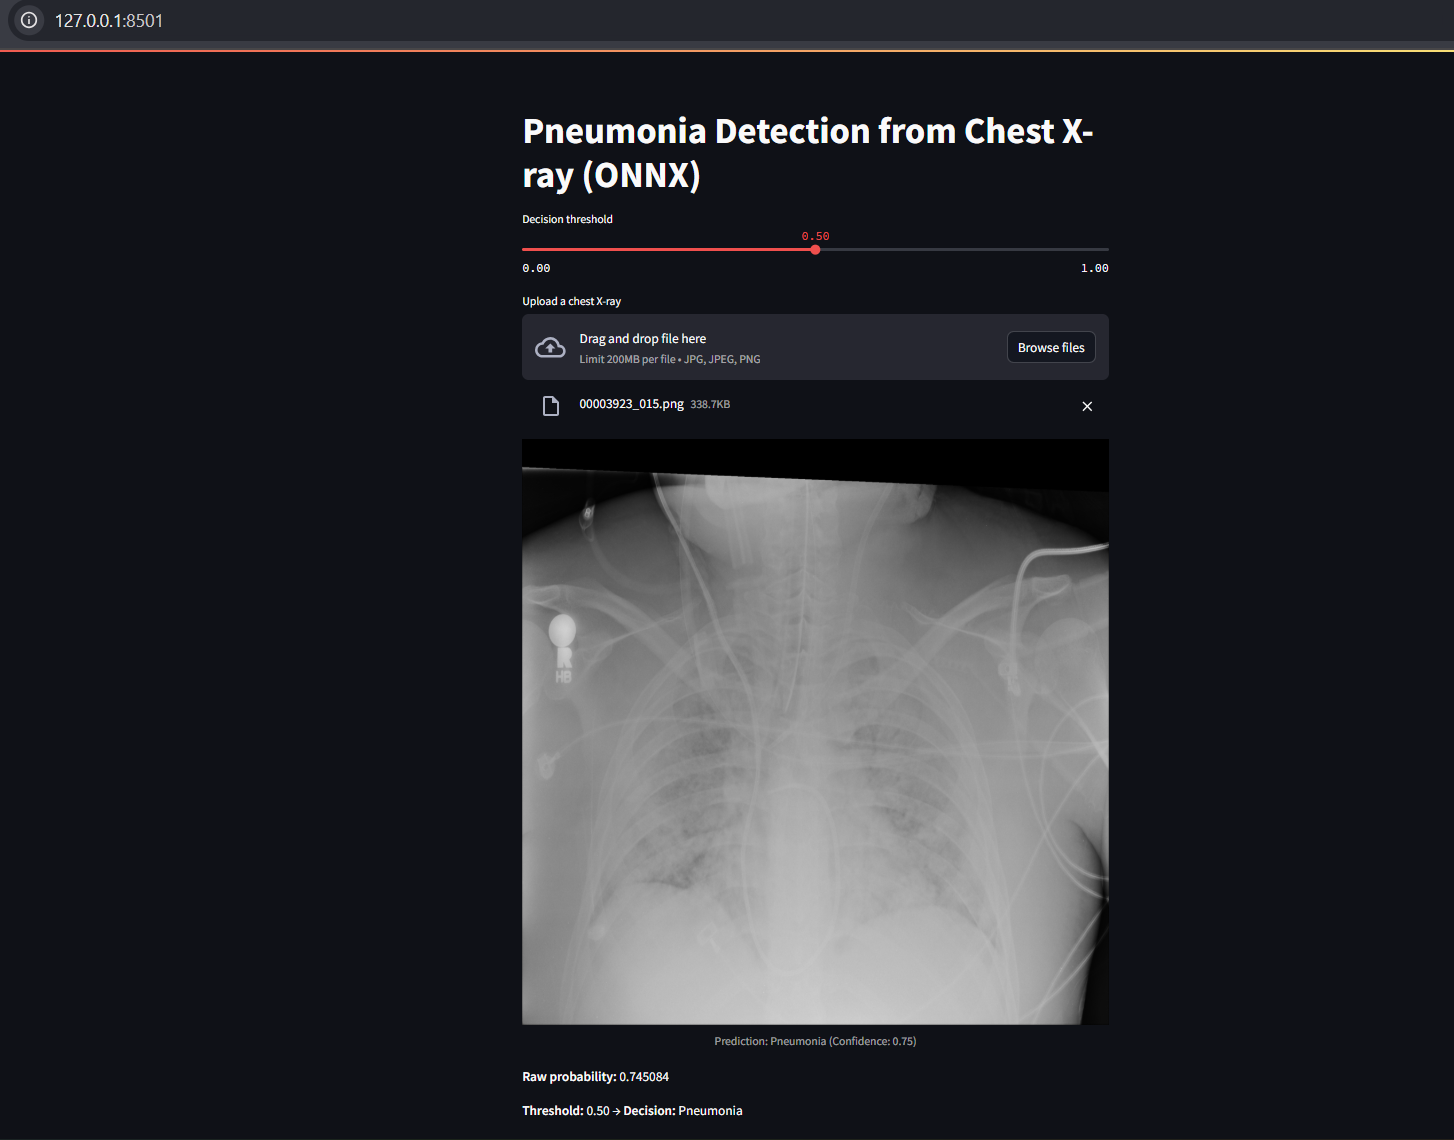 127.0.0.1:8501
Pneumonia Detection from Chest X-
ray (ONNX)
Decision threshold
0.50
0.00 1.00
Upload a chest X-ray
Drag and drop file here
Limit 200MB per file • JPG, JPEG, PNG
Browse files
00003923_015.png 338.7KB
R
R
HB
Prediction: Pneumonia (Confidence: 0.75)
Raw probability: 0.745084
Threshold: 0.50 → Decision: Pneumonia